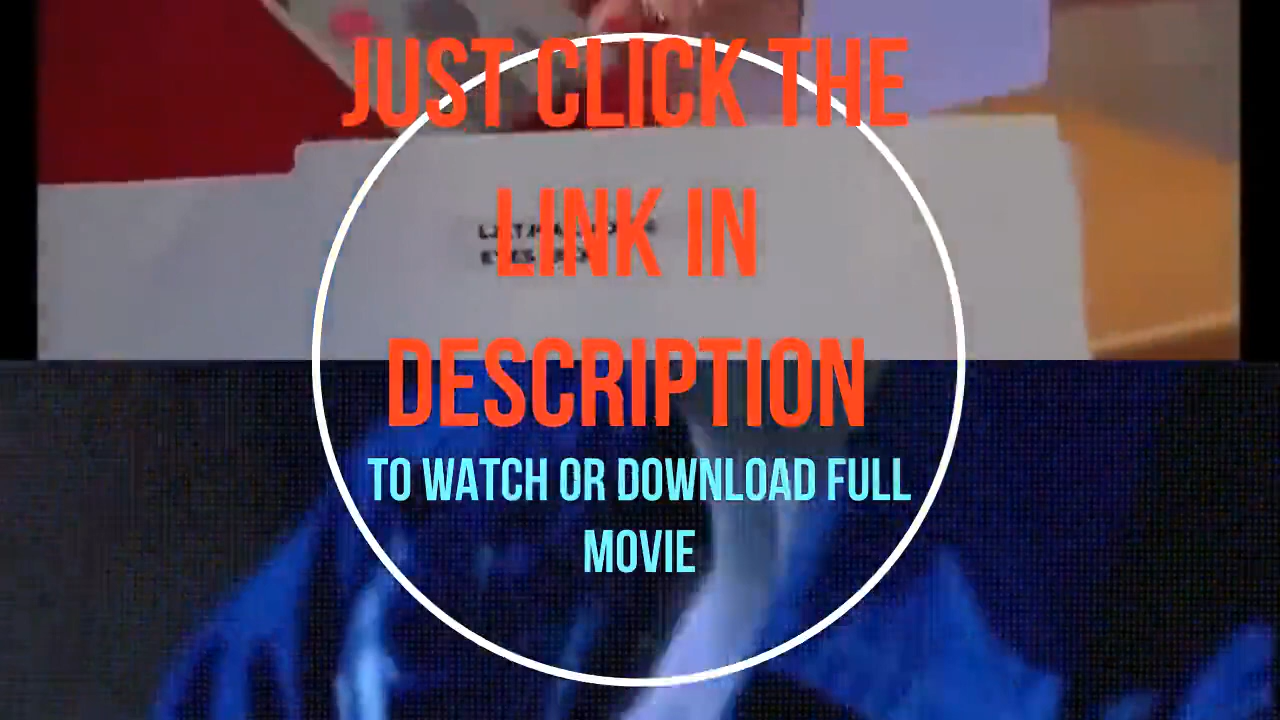 JUST CLICK THE
LINK IN
DESCRIPTION
TO WATCH OR DOWNLOAD FULL
MOVIE